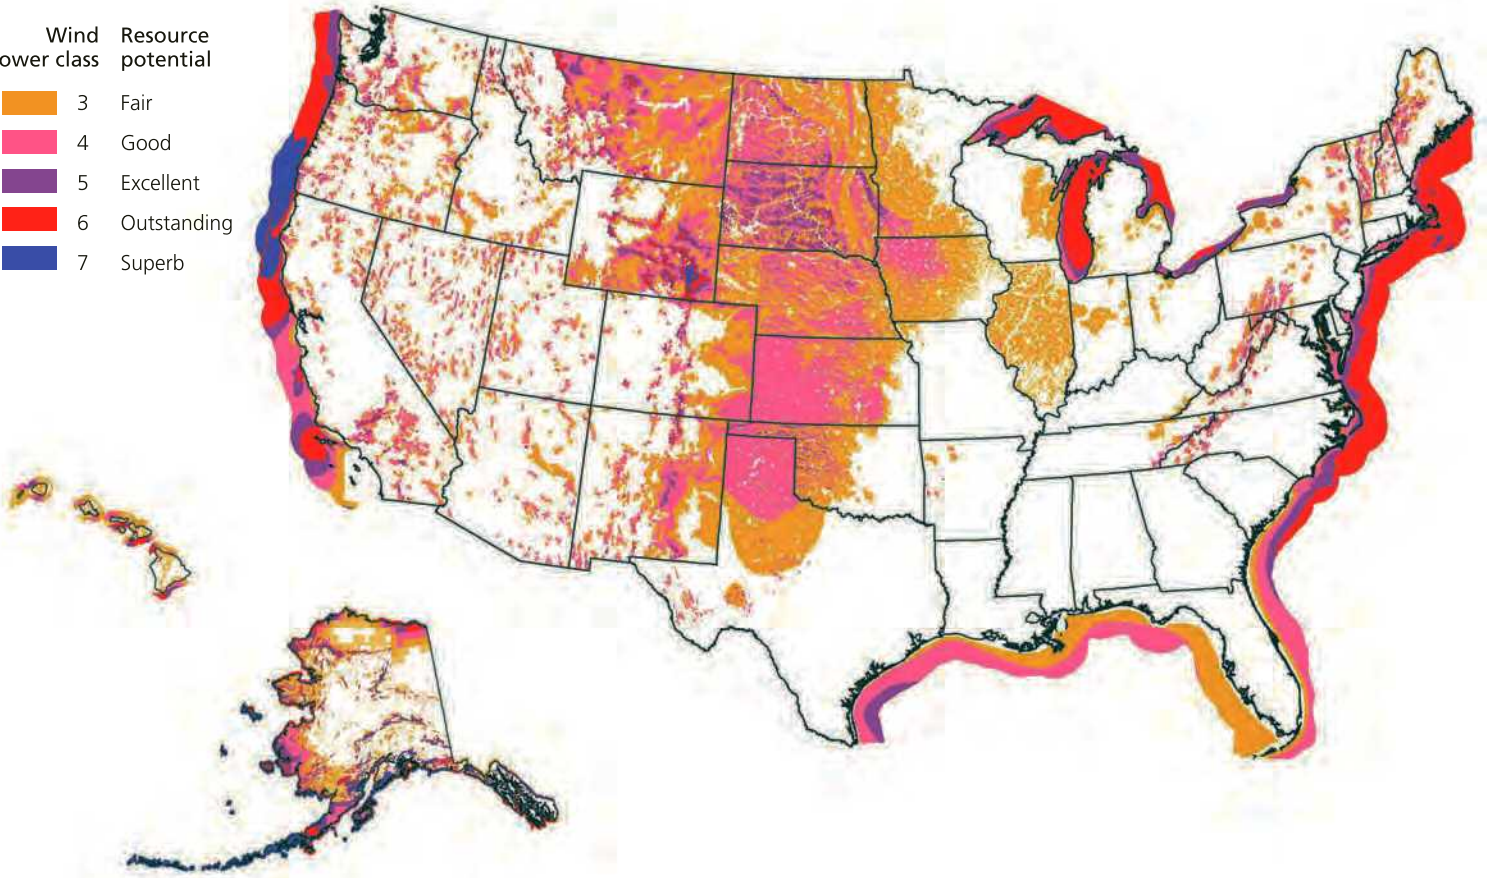 Wind Resource
ower class potential
3 Fair
4 Good
5 Excellent
6 Outstanding
7 Superb